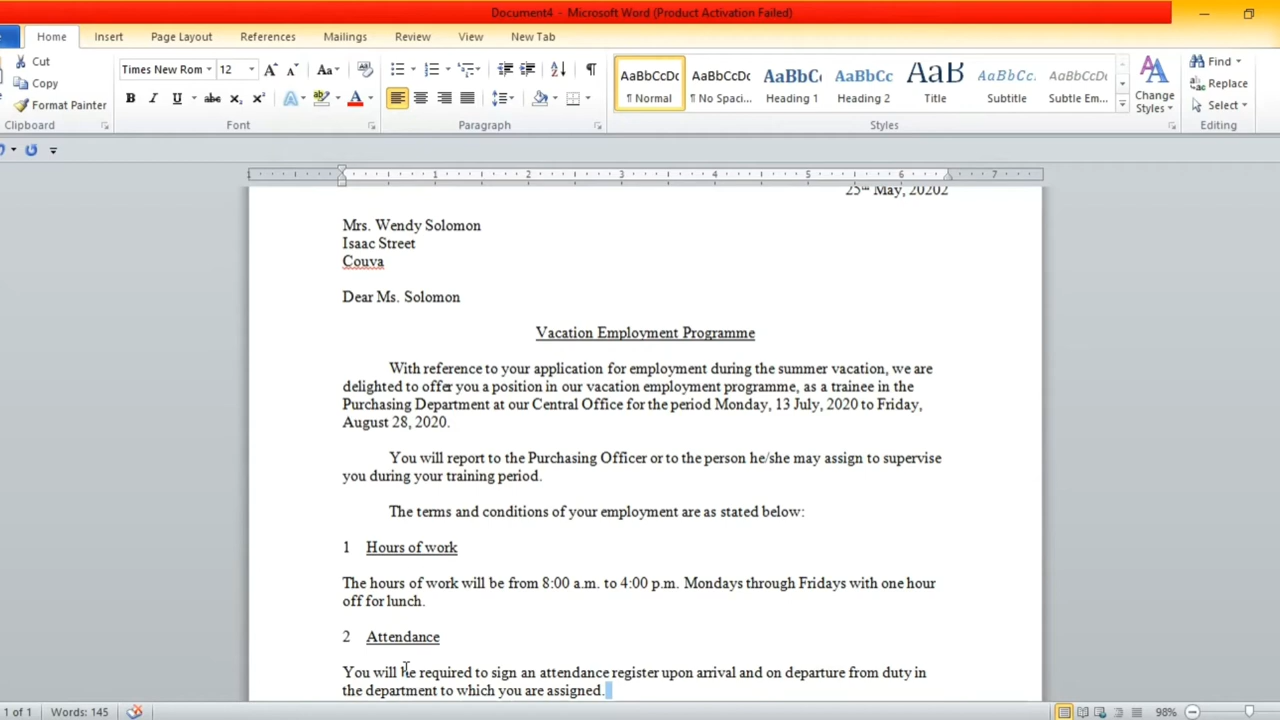 Document4 - Microsoft Word (Product Activation Failed)
Home Insert Page Layout References Mailings Review View New Tab
Cut
Copy
Format Painter
Clipboard
Times New Rom 12
Font
Paragraph
AaBbCcDc AaBbCcDc AaBbC AaBbCc AaB AaBbCc. AaBbCcDc
¶ Normal ¶ No Spaci... Heading 1 Heading 2 Title Subtitle Subtle Em...
Styles
Change
Styles
Find
Replace
Select
Editing
1 1 2 3 4 5 6 7
25th May, 20202
Mrs. Wendy Solomon
Isaac Street
Couva
Dear Ms. Solomon
Vacation Employment Programme
With reference to your application for employment during the summer vacation, we are
delighted to offer you a position in our vacation employment programme, as a trainee in the
Purchasing Department at our Central Office for the period Monday, 13 July, 2020 to Friday,
August 28, 2020.
You will report to the Purchasing Officer or to the person he/she may assign to supervise
you during your training period.
The terms and conditions of your employment are as stated below:
1 Hours of work
The hours of work will be from 8:00 a.m. to 4:00 p.m. Mondays through Fridays with one hour
off for lunch.
2 Attendance
You will be required to sign an attendance register upon arrival and on departure from duty in
the department to which you are assigned.
1 of 1 Words: 145 98%